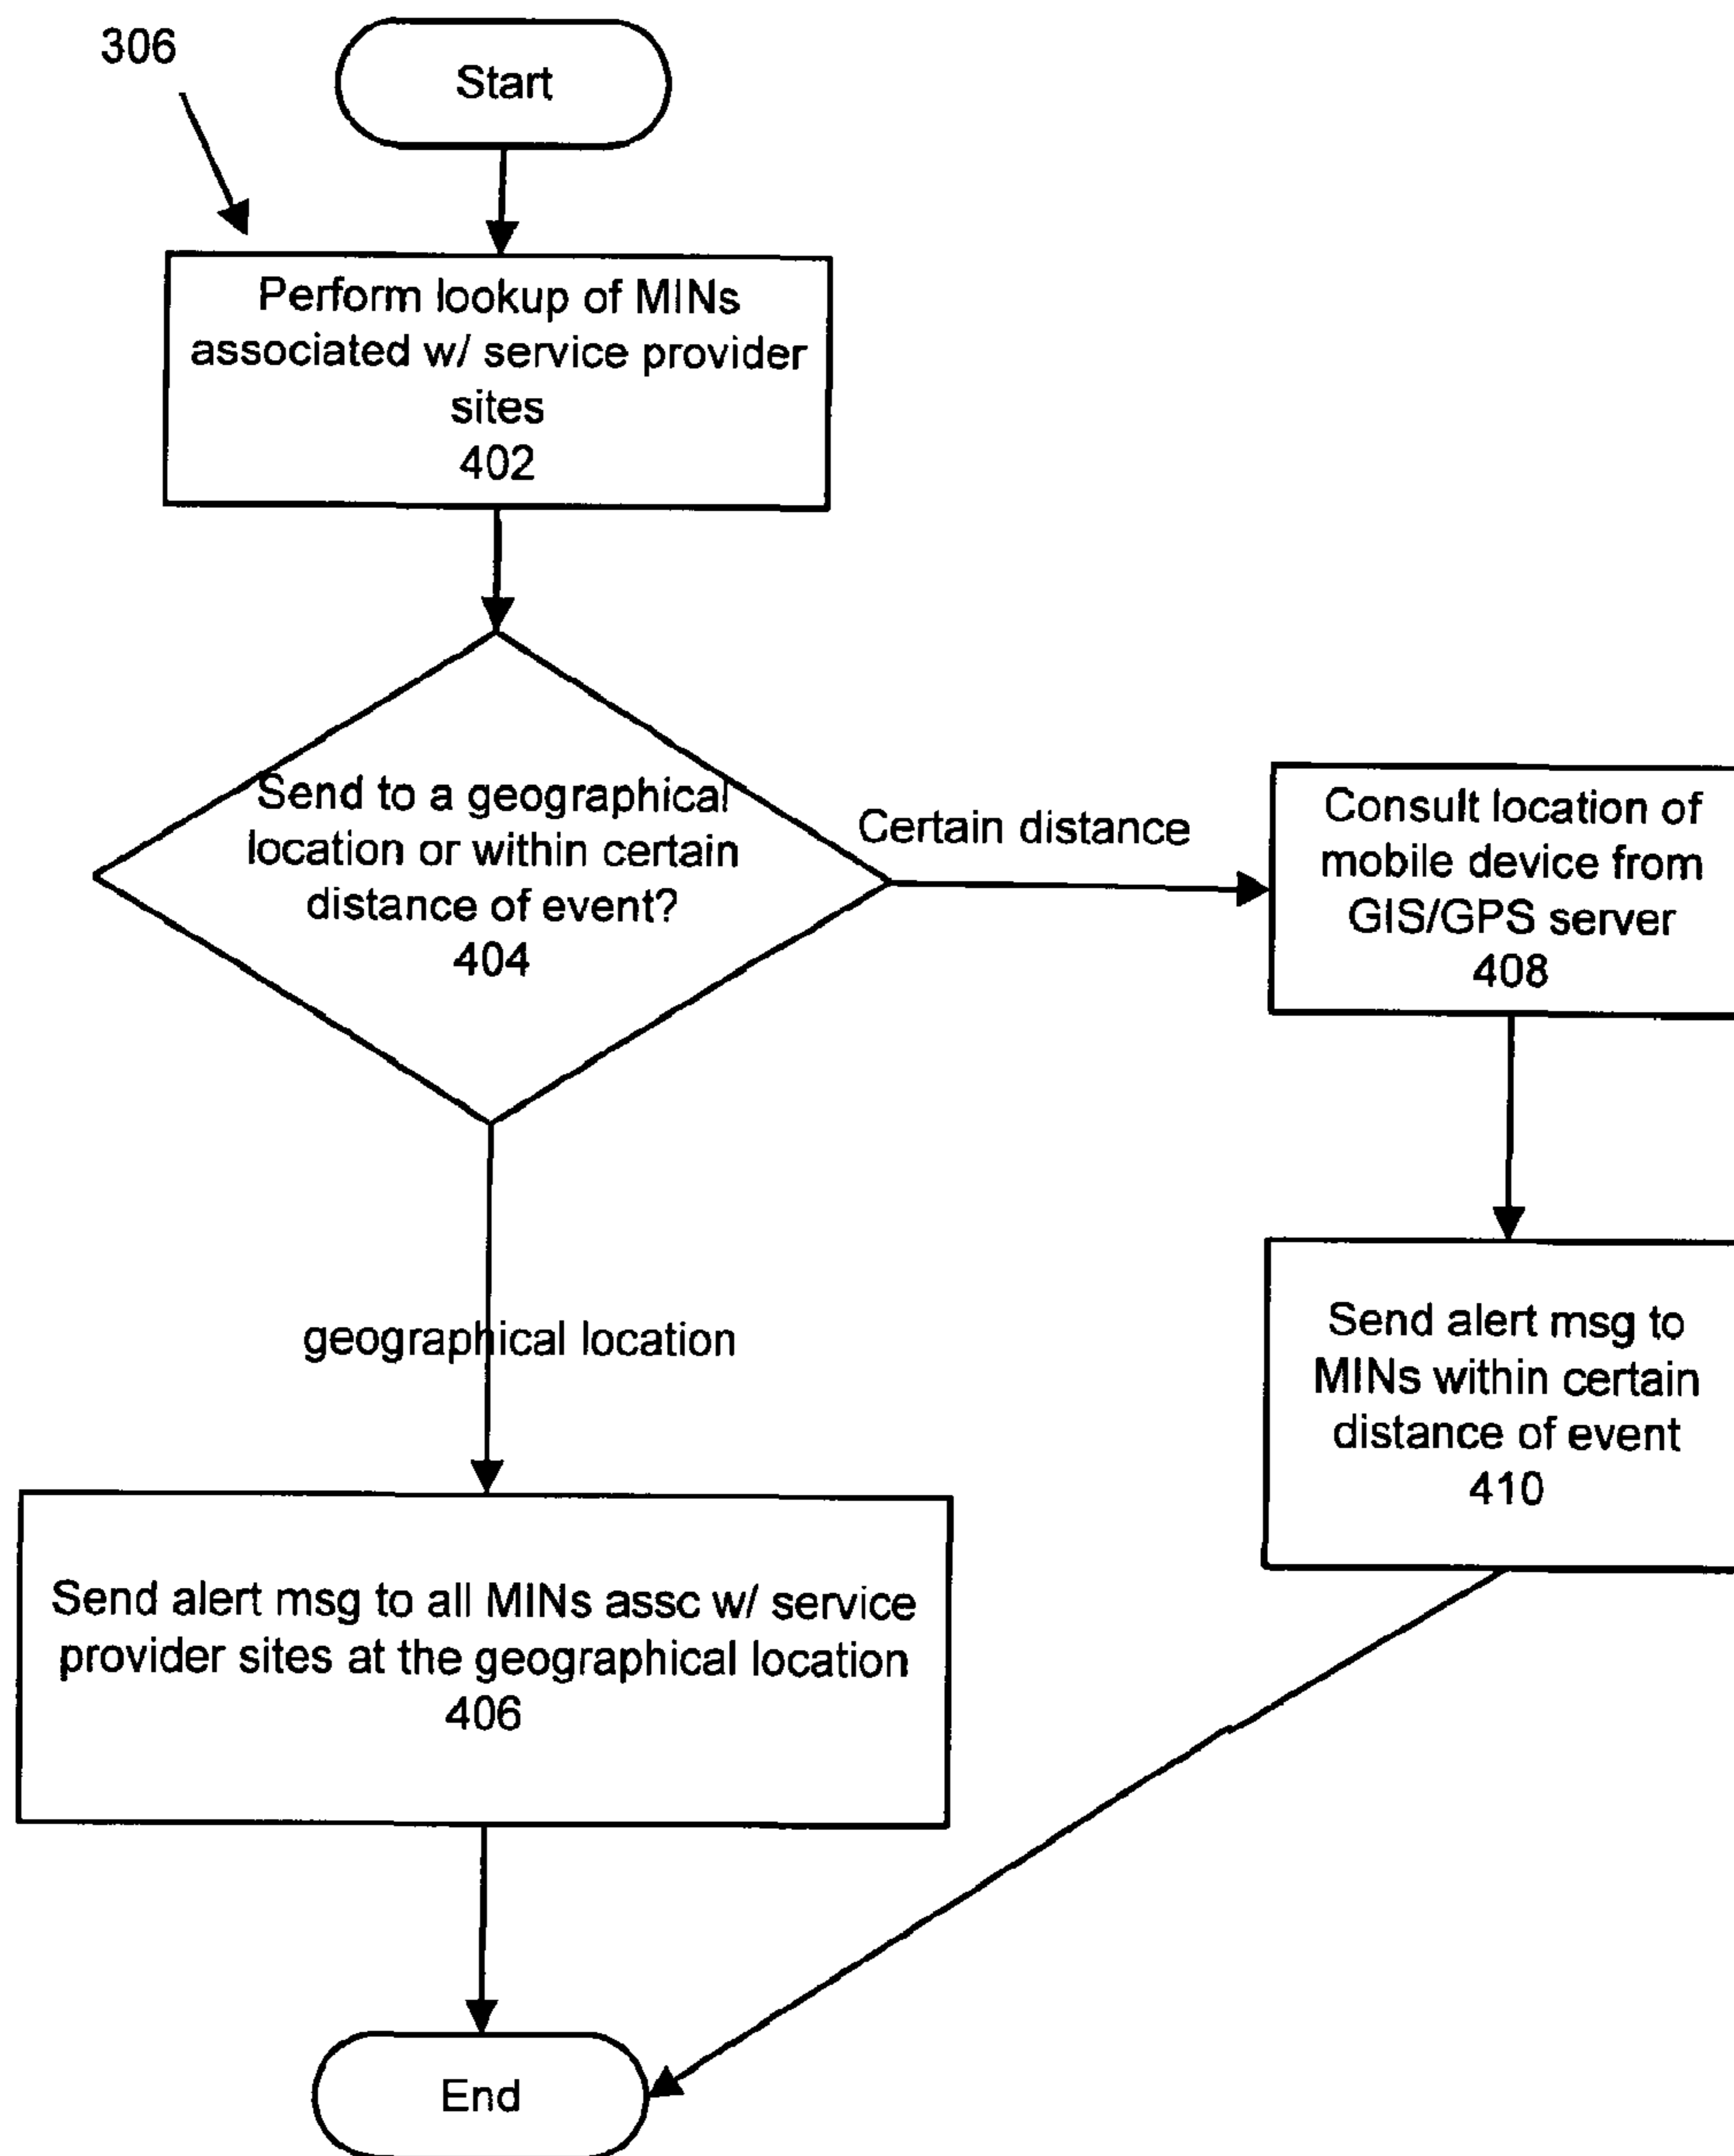 306
Start
Perform lookup of MINs
associated w/ service provider
sites
402
Send to a geographical
location or within certain
distance of event?
404
Certain distance
Consult location of
mobile device from
GIS/GPS server
408
geographical location
Send alert msg to
MINs within certain
distance of event
410
Send alert msg to all MINs assc w/ service
provider sites at the geographical location
406
End